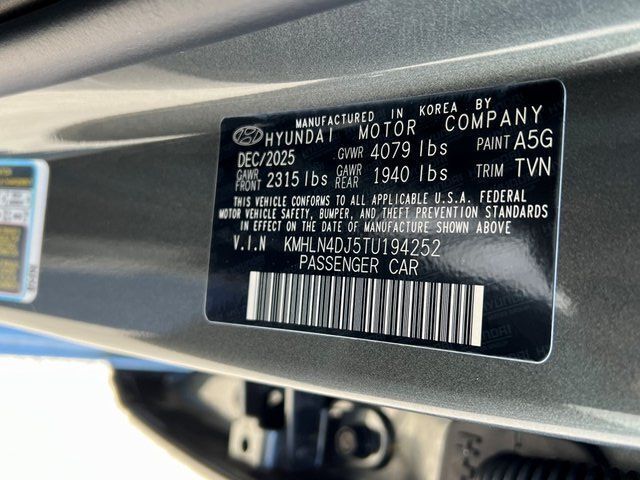 MANUFACTURED IN KOREA BY
HYUNDAI MOTOR COMPANY
DEC/2025 GVWR 4079 lbs PAINT A5G
GAWR FRONT 2315 lbs GAWR REAR 1940 lbs TRIM TVN
THIS VEHICLE CONFORMS TO ALL APPLICABLE U.S.A. FEDERAL
MOTOR VEHICLE SAFETY, BUMPER, AND THEFT PREVENTION STANDARDS
IN EFFECT ON THE DATE OF MANUFACTURE SHOWN ABOVE
V.I.N KMHLN4DJ5TU194252
PASSENGER CAR